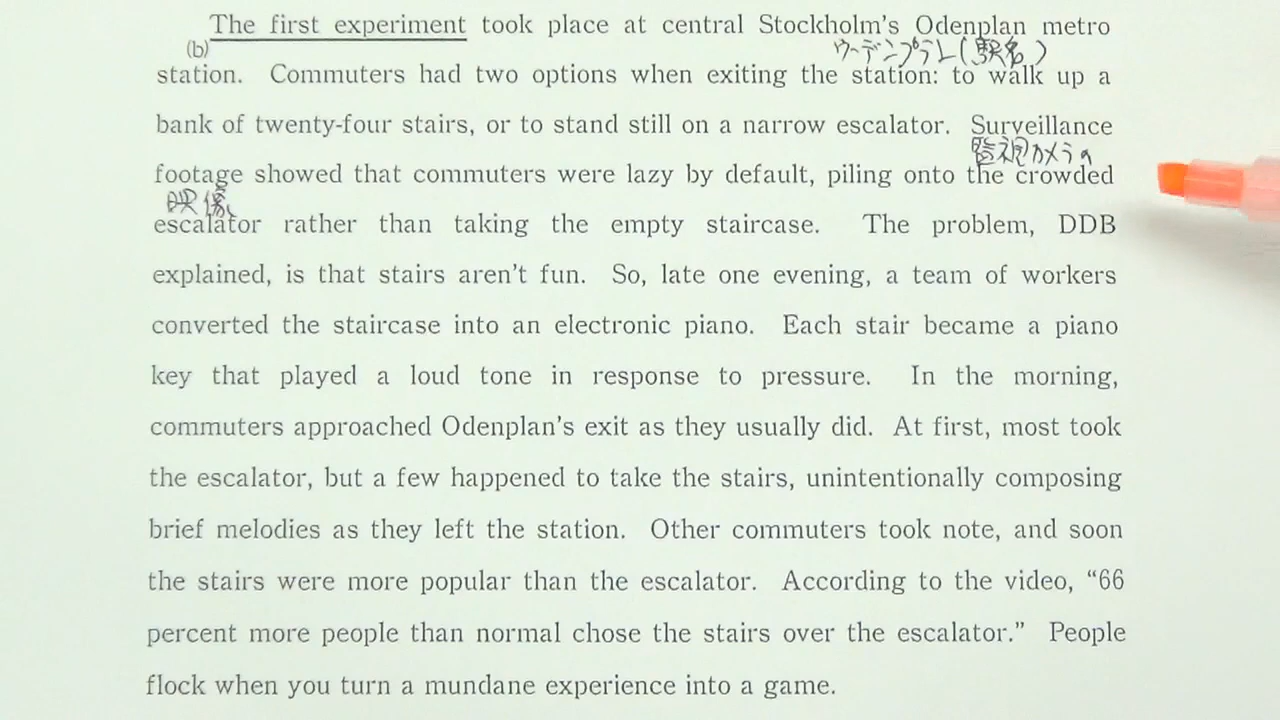 The first experiment took place at central Stockholm's Odenplan metro
(b)
ウーデンプラン(駅名)
station. Commuters had two options when exiting the station: to walk up a
bank of twenty-four stairs, or to stand still on a narrow escalator. Surveillance
監視カメラの
footage showed that commuters were lazy by default, piling onto the crowded
映像
escalator rather than taking the empty staircase. The problem, DDB
explained, is that stairs aren't fun. So, late one evening, a team of workers
converted the staircase into an electronic piano. Each stair became a piano
key that played a loud tone in response to pressure. In the morning,
commuters approached Odenplan's exit as they usually did. At first, most took
the escalator, but a few happened to take the stairs, unintentionally composing
brief melodies as they left the station. Other commuters took note, and soon
the stairs were more popular than the escalator. According to the video, “66
percent more people than normal chose the stairs over the escalator.” People
flock when you turn a mundane experience into a game.